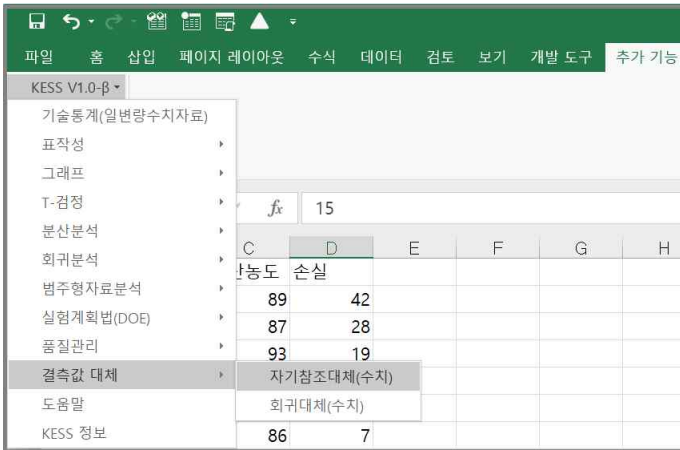 파일 홈 삽입 페이지 레이아웃 수식 데이터 검토 보기 개발 도구 추가 기능
KESS V1.0-β
기술통계(일변량수치자료)
표작성
그래프
T-검정
분산분석
회귀분석
범주형자료분석
실험계획법(DOE)
품질관리
결측값 대체
도움말
KESS 정보
자기참조대체(수치)
회귀대체(수치)
fx 15
C D E F G H
농도 손실
89 42
87 28
93 19
86 7